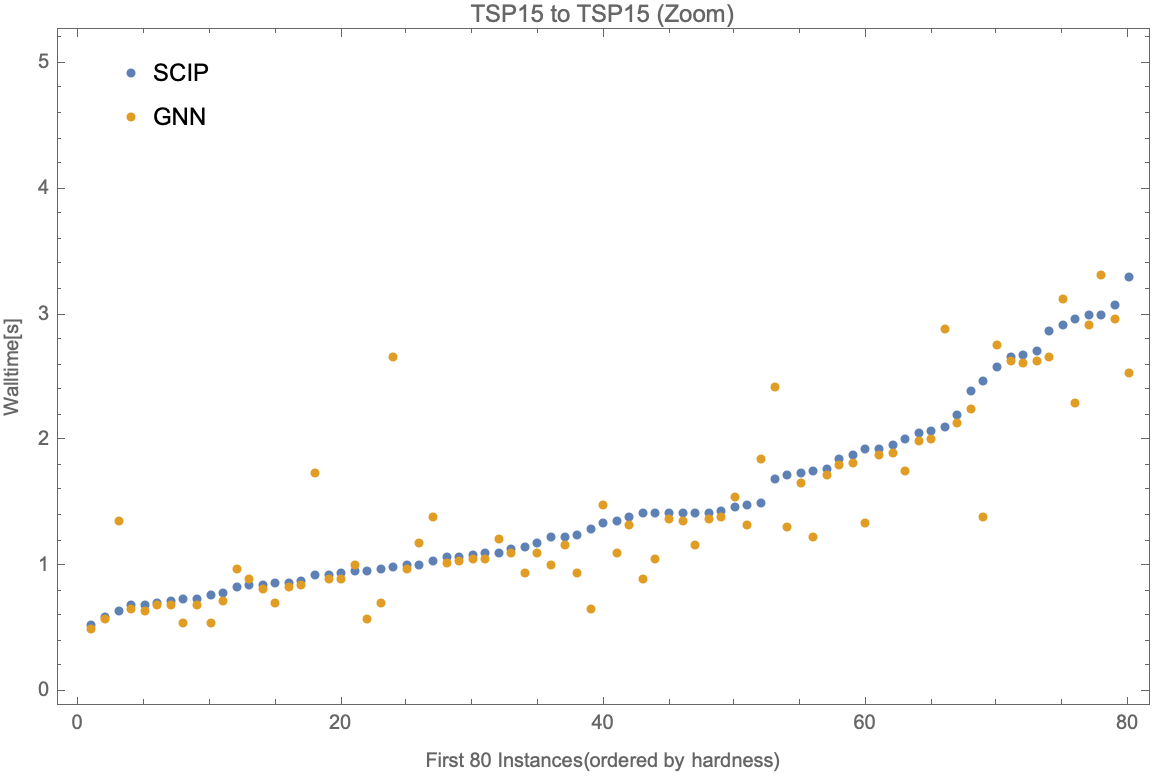 TSP15 to TSP15 (Zoom)
SCIP
GNN
Walltime[s]
5
4
3
2
1
0
0 20 40 60 80
First 80 Instances(ordered by hardness)